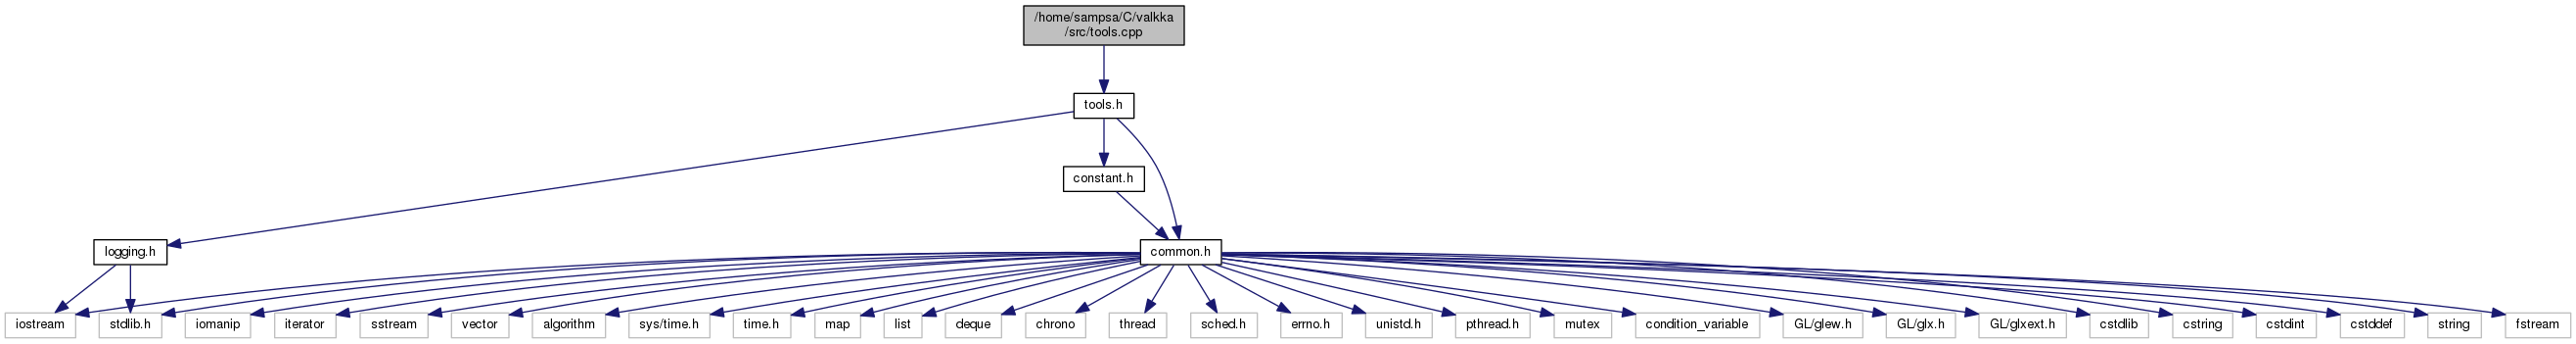 /home/sampsa/C/valkka
/src/tools.cpp
tools.h
constant.h
logging.h
common.h
iostream
stdlib.h
iomanip
iterator
sstream
vector
algorithm
sys/time.h
time.h
map
list
deque
chrono
thread
sched.h
errno.h
unistd.h
pthread.h
mutex
condition_variable
GL/glew.h
GL/glx.h
GL/glxext.h
cstdlib
cstring
cstdint
cstddef
string
fstream